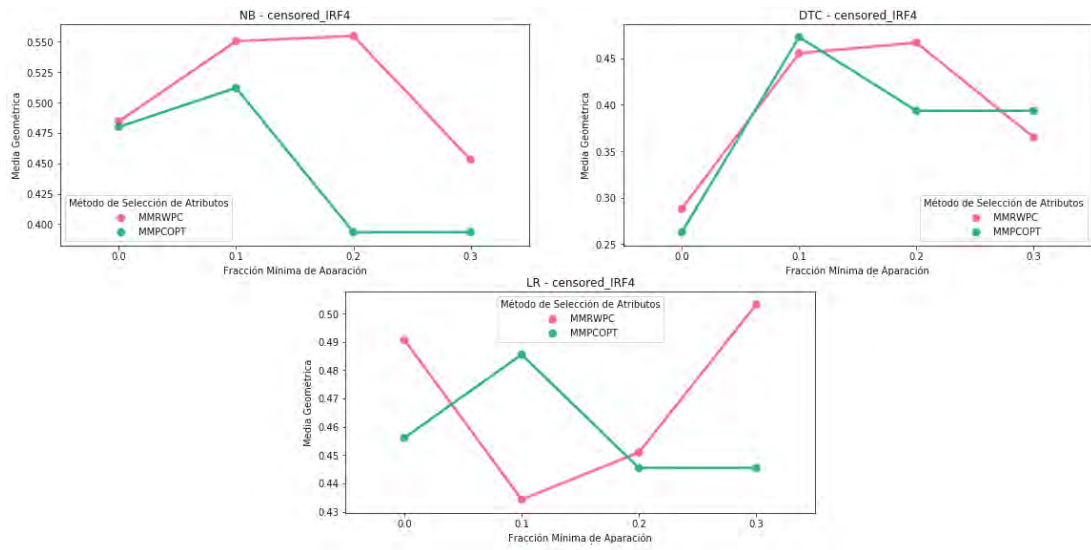 NB - censored_IRF4
0.550
0.525
0.500
0.475
0.450
0.425
0.400
Media Geométrica
Método de Selección de Atributos
MMRWPC
MMPCOPT
0.0
0.1
0.2
0.3
Fracción Mínima de Aparación
DTC - censored_IRF4
0.45
0.40
0.35
0.30
0.25
Media Geométrica
Método de Selección de Atributos
MMRWPC
MMPCOPT
0.0
0.1
0.2
0.3
Fracción Mínima de Aparación
LR - censored_IRF4
0.50
0.49
0.48
0.47
0.46
0.45
0.44
0.43
Media Geométrica
Método de Selección de Atributos
MMRWPC
MMPCOPT
0.0
0.1
0.2
0.3
Fracción Mínima de Aparación